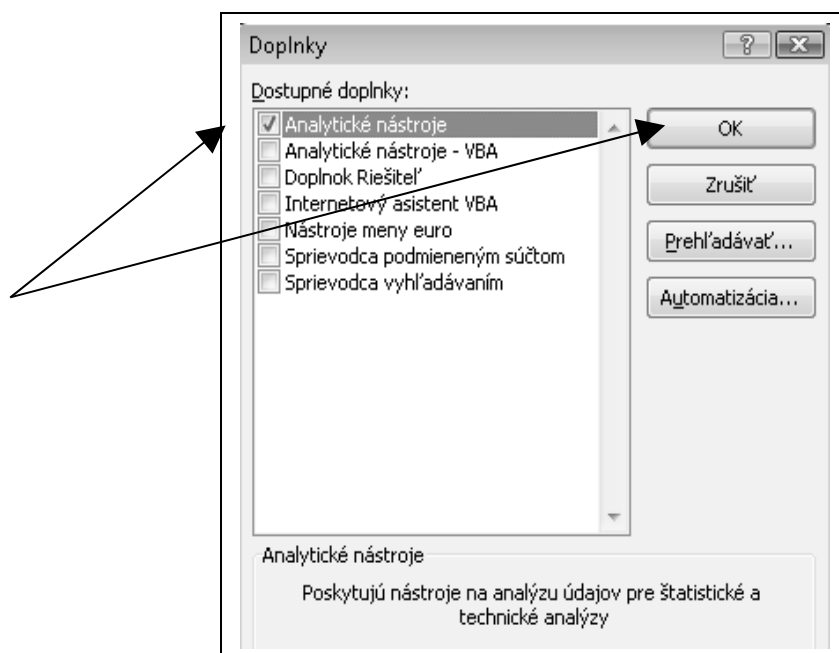 Doplnky
Dostupné doplnky:
Analytické nástroje
Analytické nástroje - VBA
Doplnok Riešiteľ
Internetový asistent VBA
Nástroje meny euro
Sprievodca podmieneným súčtom
Sprievodca vyhľadávaním
OK
Zrušiť
Prehľadávať...
Automatizácia...
Analytické nástroje
Poskytujú nástroje na analýzu údajov pre štatistické a
technické analýzy